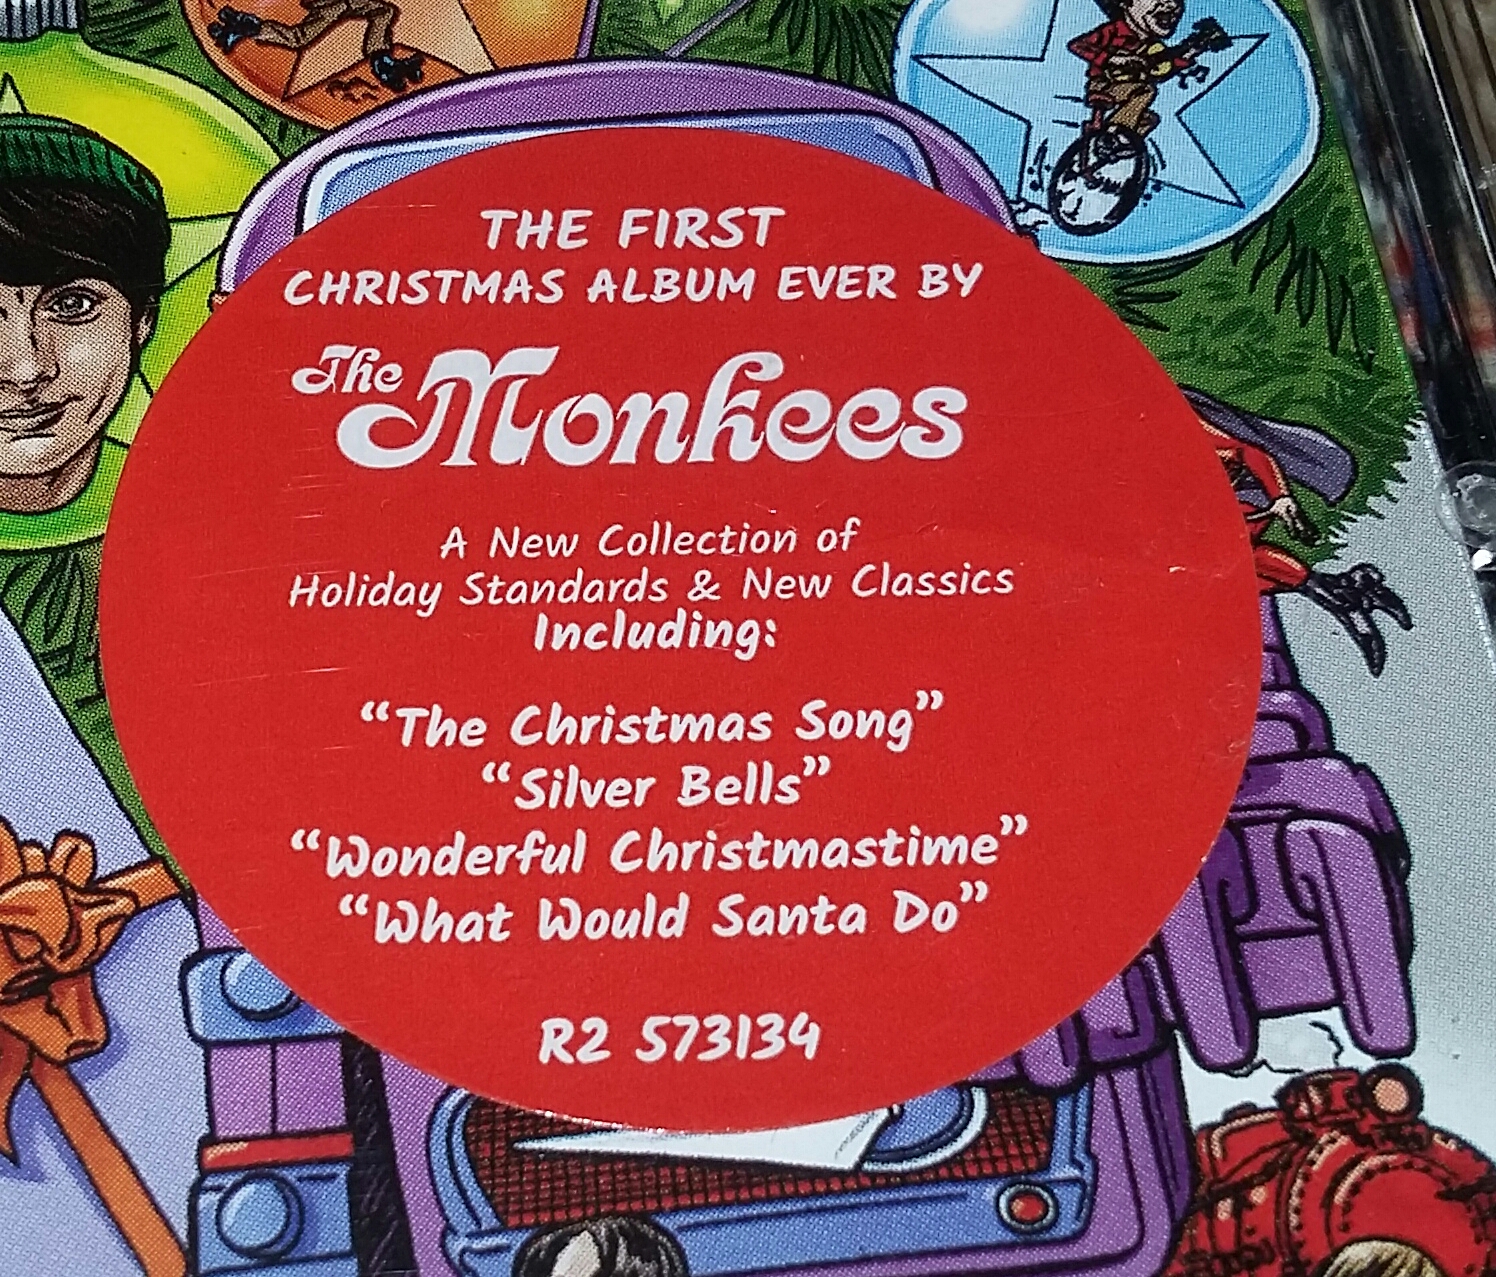 THE FIRST
CHRISTMAS ALBUM EVER BY
The Monkees
A New Collection of
Holiday Standards & New Classics
Including:
“The Christmas Song”
“Silver Bells”
“Wonderful Christmastime”
“What Would Santa Do”
R2 573134